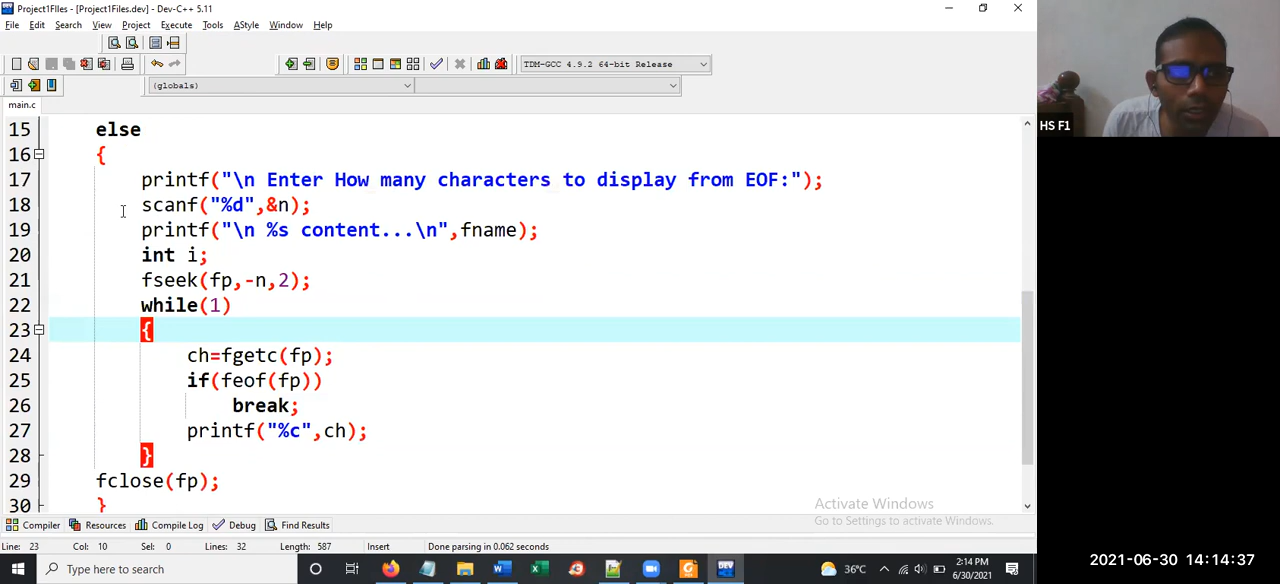 Project1FIles - [Project1Files.dev] - Dev-C++ 5.11
File Edit Search View Project Execute Tools AStyle Window Help
TDM-GCC 4.9.2 64-bit Release
(globals)
main.c
15 else
16 {
17 printf("\n Enter How many characters to display from EOF:");
18 scanf("%d",&n);
19 printf("\n %s content...\n",fname);
20 int i;
21 fseek(fp,-n,2);
22 while(1)
23 {
24 ch=fgetc(fp);
25 if(feof(fp))
26 break;
27 printf("%c",ch);
28 }
29 fclose(fp);
30 }
HS F1
Activate Windows
Go to Settings to activate Windows.
Compiler Resources Compile Log Debug Find Results
Line: 23 Col: 10 Sel: 0 Lines: 32 Length: 587 Insert Done parsing in 0.062 seconds
Type here to search
DEV
36°C
2:14 PM
6/30/2021
2021-06-30 14:14:37